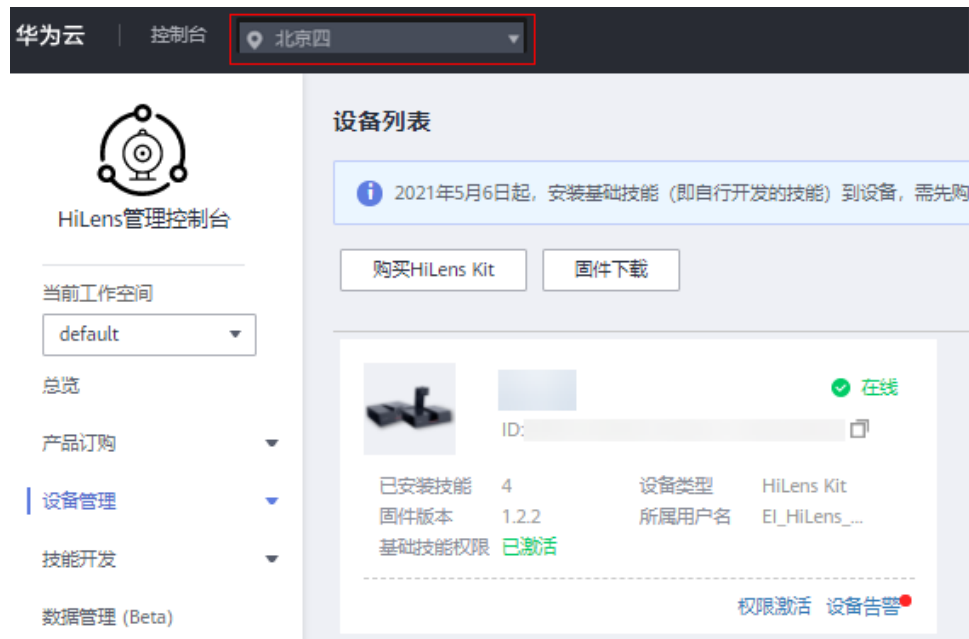 华为云 控制台 北京四
HiLens管理控制台
当前工作空间
default
总览
产品订购
设备管理
技能开发
数据管理 (Beta)
设备列表
2021年5月6日起，安装基础技能（即自行开发的技能）到设备，需先购
购买HiLens Kit 固件下载
在线
ID:
已安装技能 4 设备类型 HiLens Kit
固件版本 1.2.2 所属用户名 EI_HiLens_...
基础技能权限 已激活
权限激活 设备告警